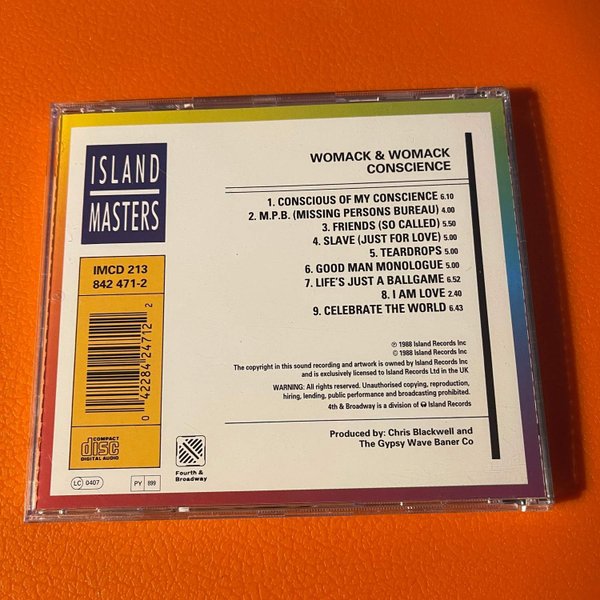 ISLAND
MASTERS
IMCD 213
842 471-2
0 42284 24712 2
COMPACT
disc
DIGITAL AUDIO
LC 0407
PY 899
Fourth &
Broadway
WOMACK & WOMACK
CONSCIENCE
1. CONSCIOUS OF MY CONSCIENCE 6.10
2. M.P.B. (MISSING PERSONS BUREAU) 4.00
3. FRIENDS (SO CALLED) 5.50
4. SLAVE (JUST FOR LOVE) 5.00
5. TEARDROPS 5.00
6. GOOD MAN MONOLOGUE 5.00
7. LIFE'S JUST A BALLGAME 6.52
8. I AM LOVE 2.40
9. CELEBRATE THE WORLD 6.43
℗ 1988 Island Records Inc
© 1988 Island Records Inc
The copyright in this sound recording and artwork is owned by Island Records Inc
and is exclusively licensed to Island Records Ltd in the UK
WARNING: All rights reserved. Unauthorised copying, reproduction,
hiring, lending, public performance and broadcasting prohibited.
4th & Broadway is a division of Island Records
Produced by: Chris Blackwell and
The Gypsy Wave Baner Co